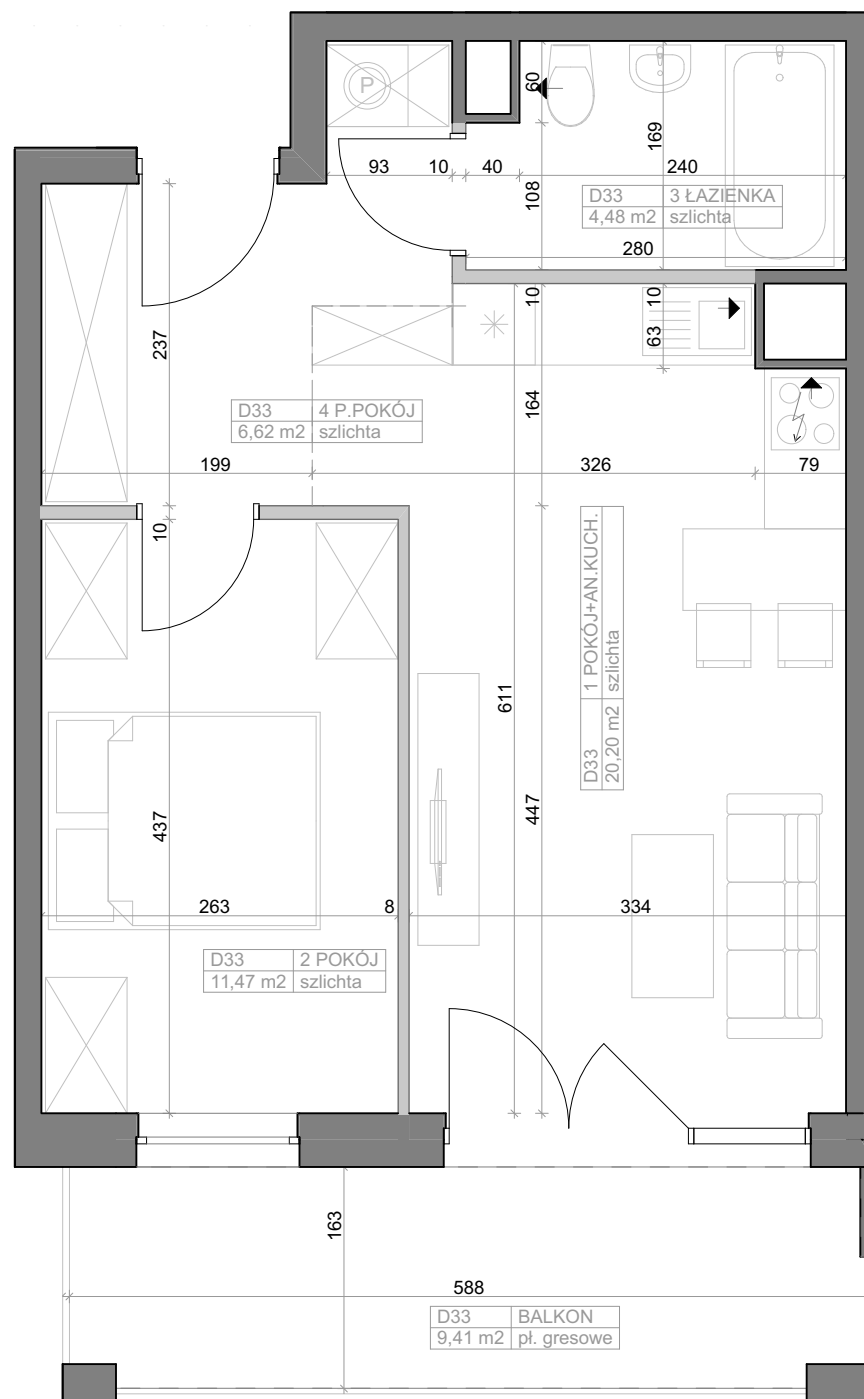 P
60
169
93
10
40
240
108
D33 3 ŁAZIENKA
4,48 m2 szlichta
280
10
10
63
237
164
D33 4 P.POKÓJ
6,62 m2 szlichta
199
326
79
10
D33 1 POKÓJ+AN.KUCH.
20,20 m2 szlichta
611
447
437
263
8
334
D33 2 POKÓJ
11,47 m2 szlichta
163
588
D33 BALKON
9,41 m2 pł. gresowe